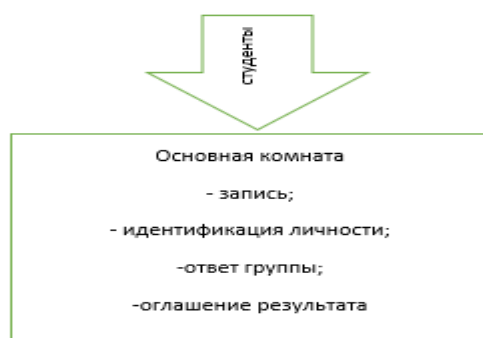 студенты
Основная комната
- запись;
- идентификация личности;
-ответ группы;
-оглашение результата